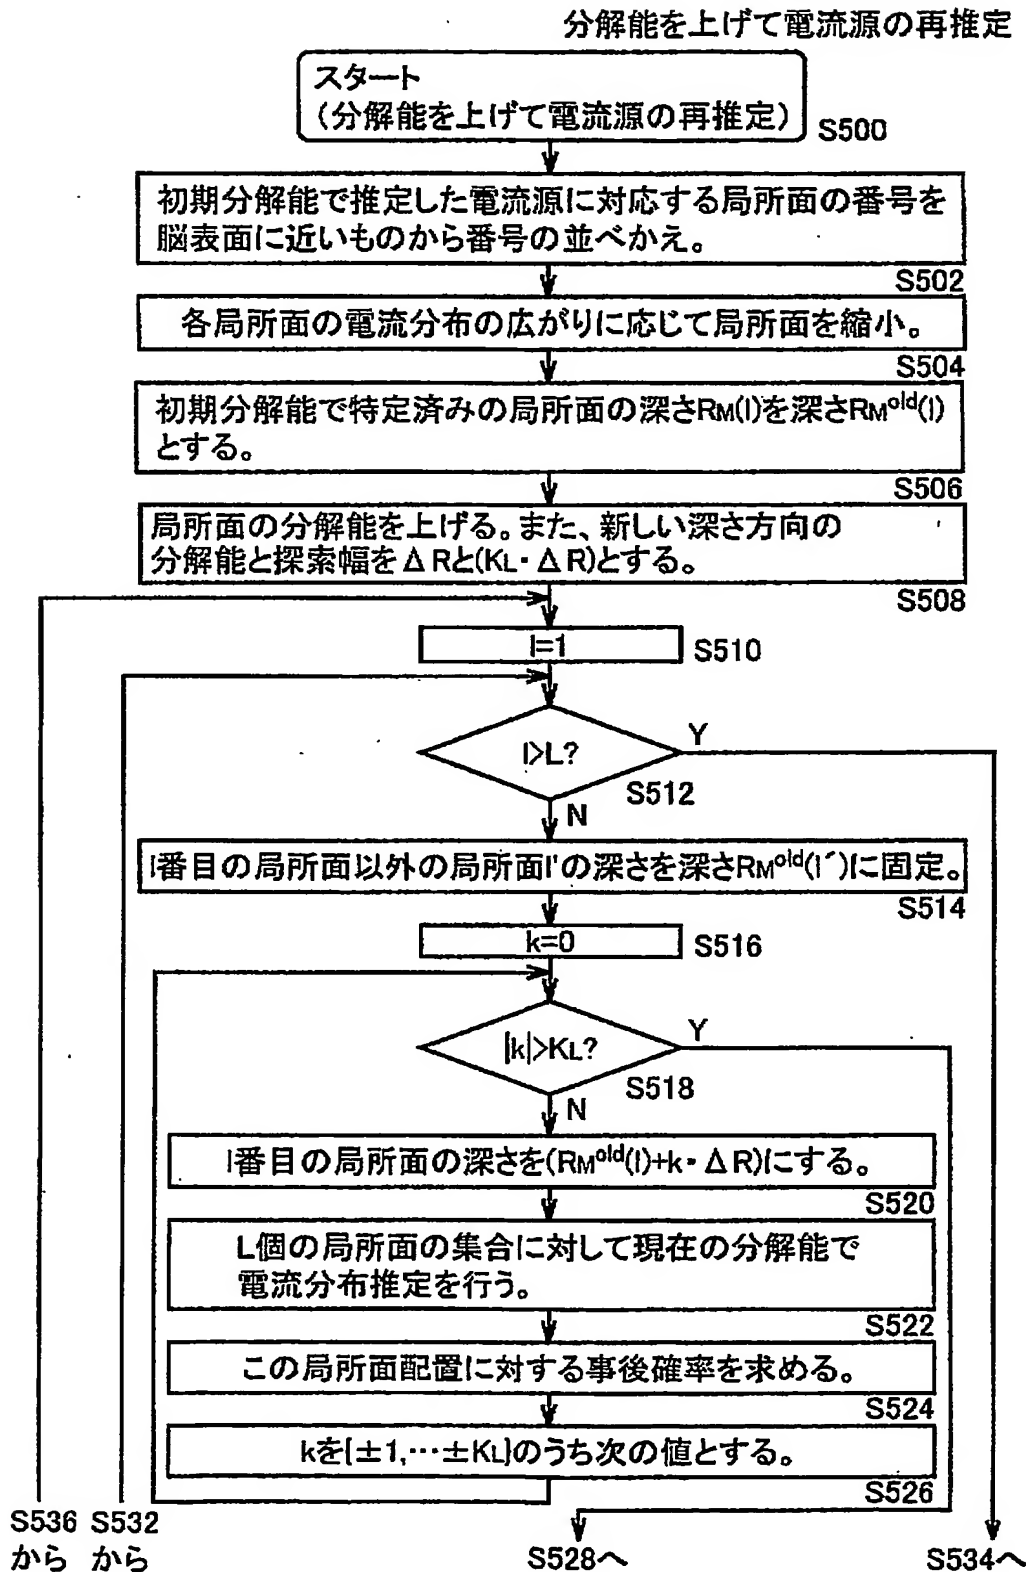 分解能を上げて電流源の再推定
スタート
(分解能を上げて電流源の再推定)
S500
初期分解能で推定した電流源に対応する局所面の番号を
脳表面に近いものから番号の並べかえ。
S502
各局所面の電流分布の広がりに応じて局所面を縮小。
S504
初期分解能で特定済みの局所面の深さRM(l)を深さRM^old(l)
とする。
S506
局所面の分解能を上げる。また、新しい深さ方向の
分解能と探索幅をΔRと(KL・ΔR)とする。
S508
l=1
S510
l>L?
Y
S512
N
l番目の局所面以外の局所面l'の深さを深さRM^old(l´)に固定。
S514
k=0
S516
|k|>KL?
Y
S518
N
l番目の局所面の深さを(RM^old(l)+k・ΔR)にする。
S520
L個の局所面の集合に対して現在の分解能で
電流分布推定を行う。
S522
この局所面配置に対する事後確率を求める。
S524
kを{±1,…±KL}のうち次の値とする。
S526
S536
から
S532
から
S528へ
S534へ